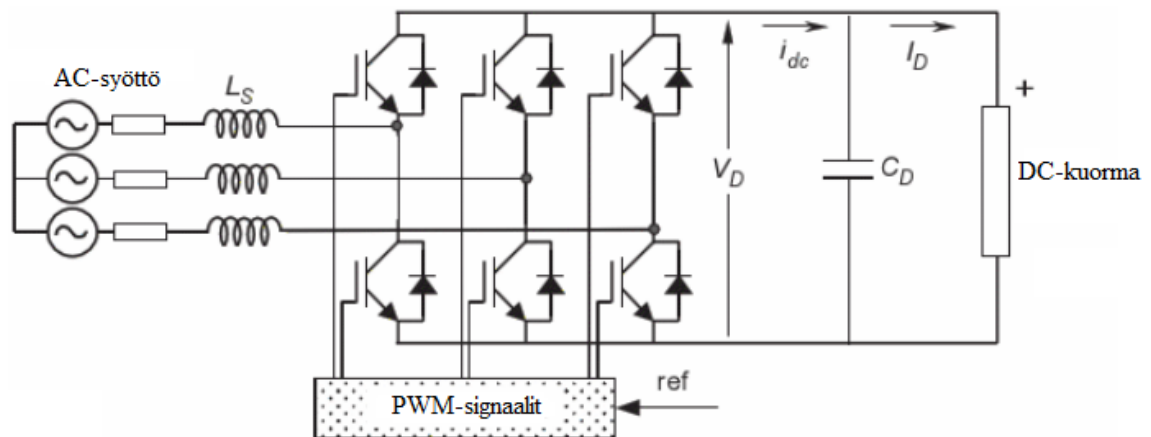 AC-syöttö
L_S
i_dc
I_D
+
V_D
C_D
DC-kuorma
PWM-signaalit
ref